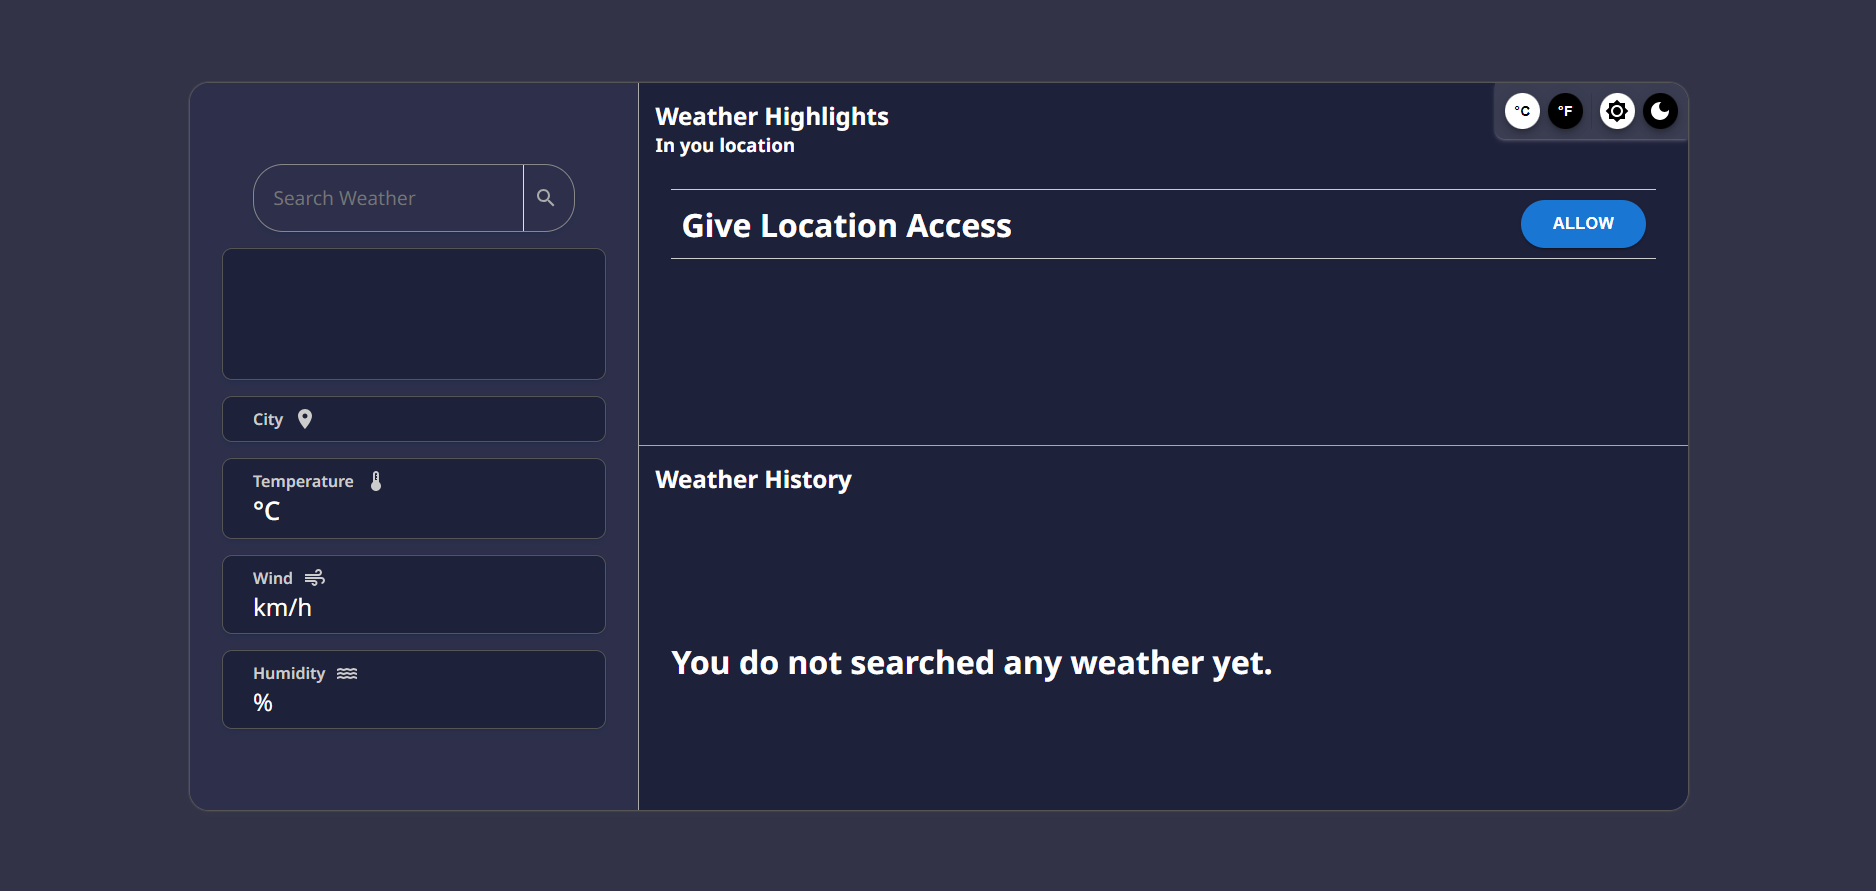 Search Weather
City
Temperature
°C
Wind
km/h
Humidity
%
Weather Highlights
In you location
°C
°F
Give Location Access
ALLOW
Weather History
You do not searched any weather yet.